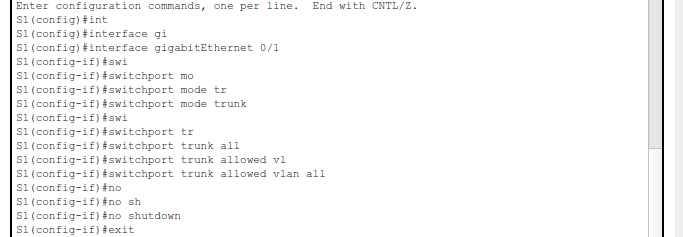 Enter configuration commands, one per line.  End with CNTL/Z.
S1(config)#int
S1(config)#interface gi
S1(config)#interface gigabitEthernet 0/1
S1(config-if)#swi
S1(config-if)#switchport mo
S1(config-if)#switchport mode tr
S1(config-if)#switchport mode trunk
S1(config-if)#swi
S1(config-if)#switchport tr
S1(config-if)#switchport trunk all
S1(config-if)#switchport trunk allowed vl
S1(config-if)#switchport trunk allowed vlan all
S1(config-if)#no
S1(config-if)#no sh
S1(config-if)#no shutdown
S1(config-if)#exit